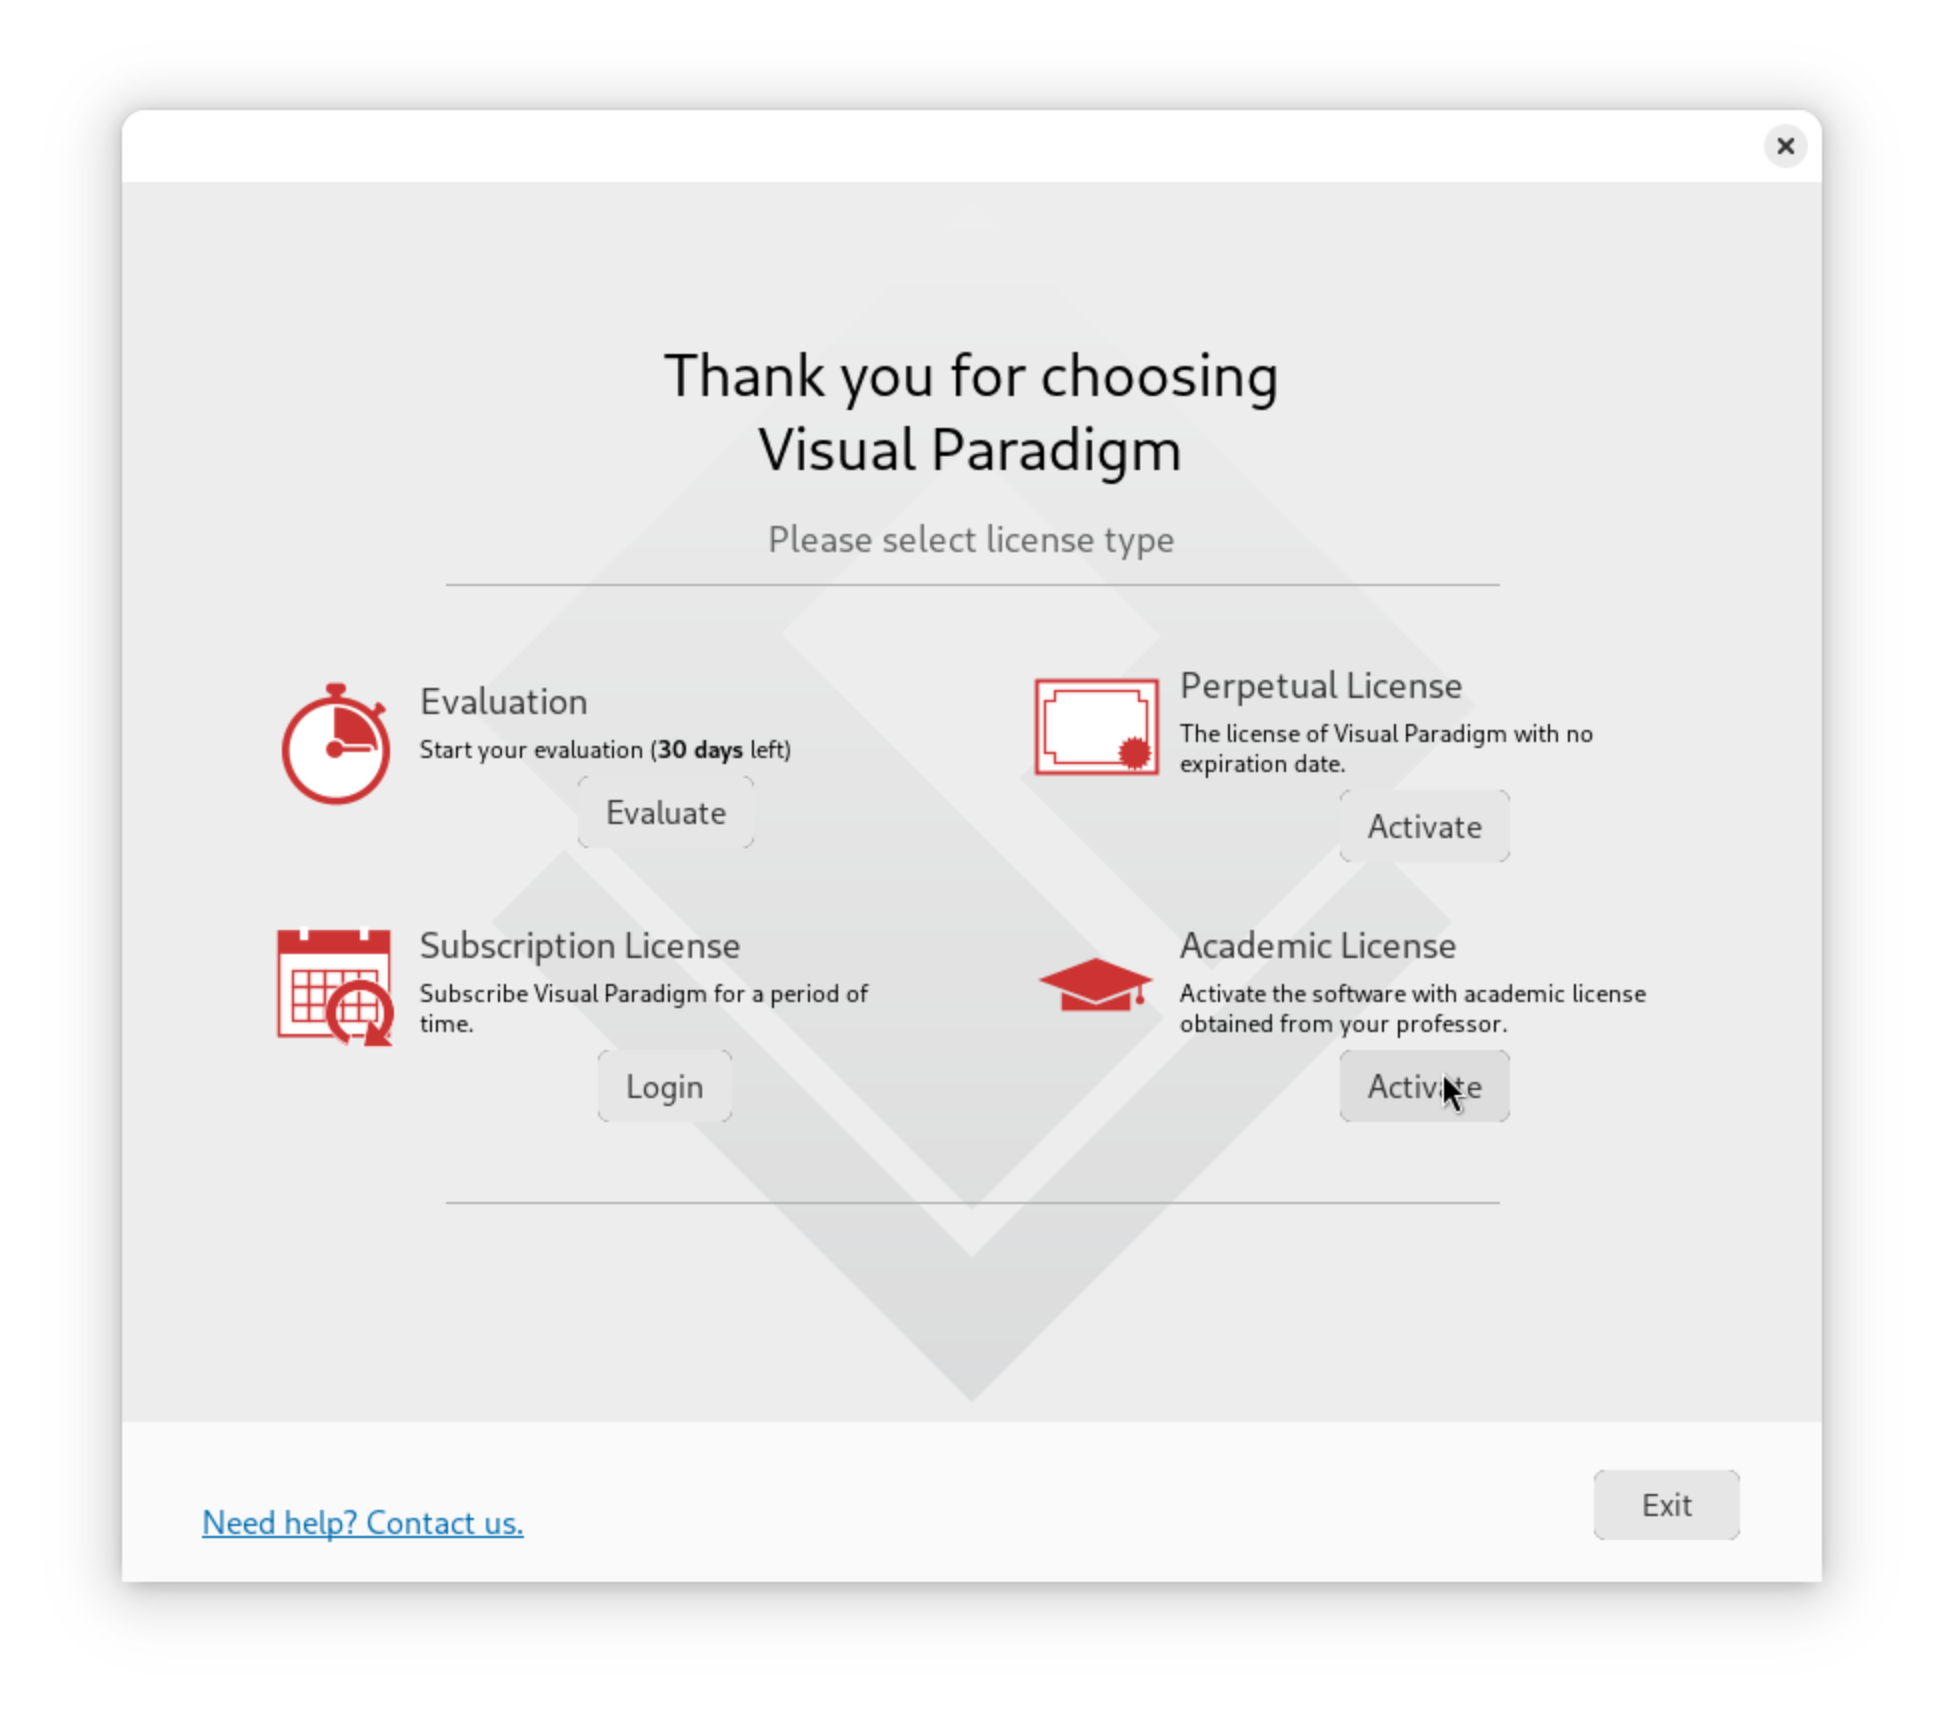 Thank you for choosing
Visual Paradigm
Please select license type
Evaluation
Start your evaluation (30 days left)
Evaluate
Perpetual License
The license of Visual Paradigm with no
expiration date.
Activate
Subscription License
Subscribe Visual Paradigm for a period of
time.
Login
Academic License
Activate the software with academic license
obtained from your professor.
Activate
Need help? Contact us.
Exit